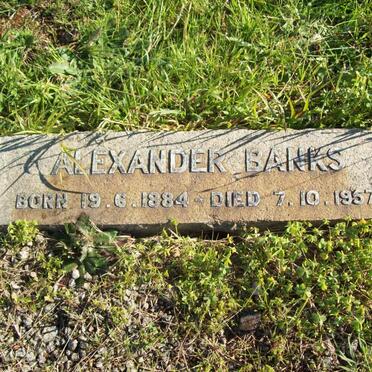 ALEXANDER BANKS
BORN 19.6.1884 - DIED 7.10.1957